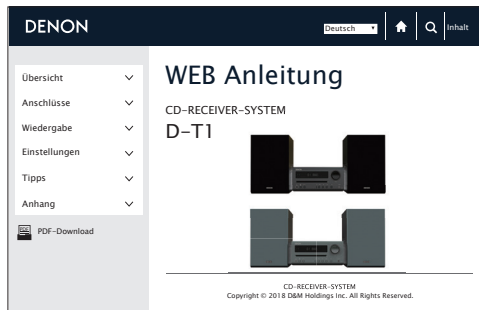 DENON
Deutsch
Inhalt
Übersicht
Anschlüsse
Wiedergabe
Einstellungen
Tipps
Anhang
PDF-Download
WEB Anleitung
CD-RECEIVER-SYSTEM
D-T1
CD-RECEIVER-SYSTEM
Copyright © 2018 D&M Holdings Inc. All Rights Reserved.